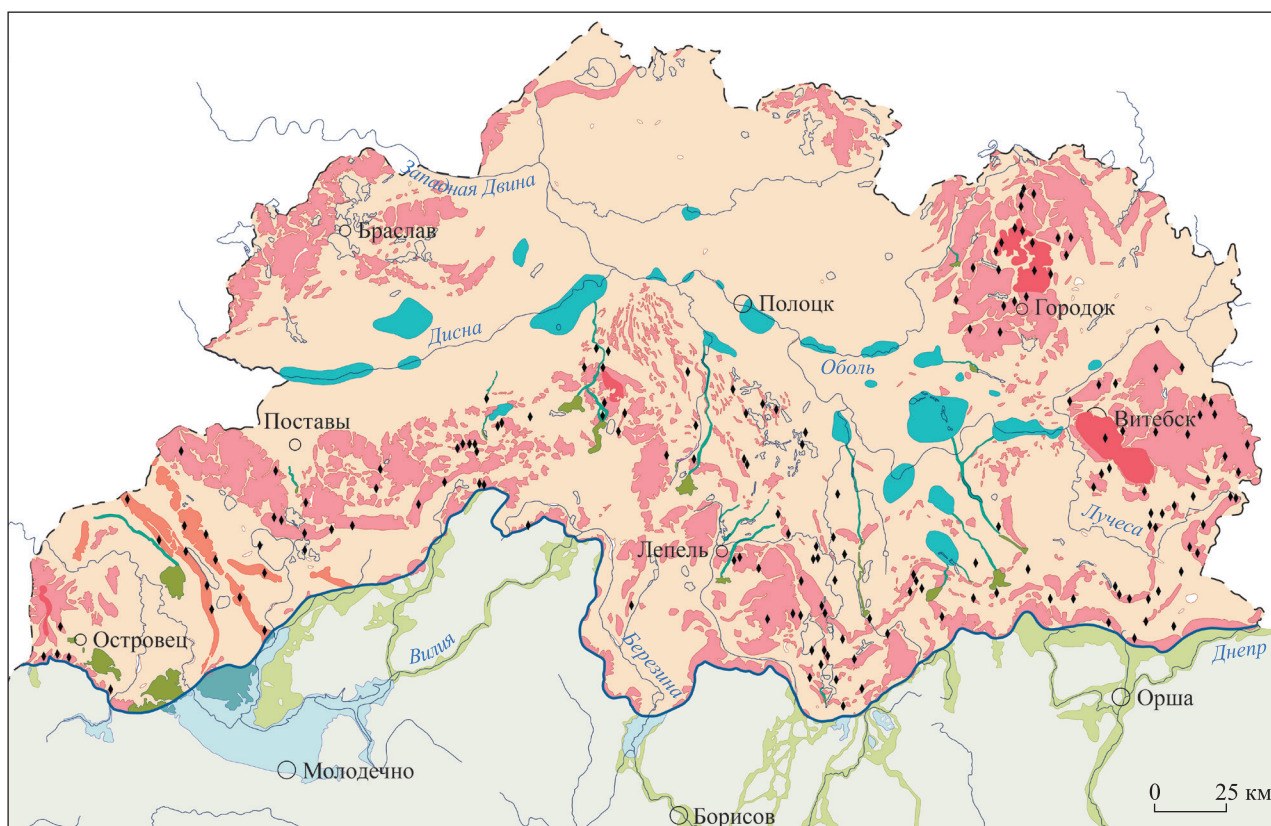 Западная Двина
Браслав
Полоцк
Городок
Дисна
Оболь
Поставы
Витебск
Лучеса
Лепель
Островец
Вилия
Березина
Днепр
Орша
Молодечно
0 25 км
Борисов